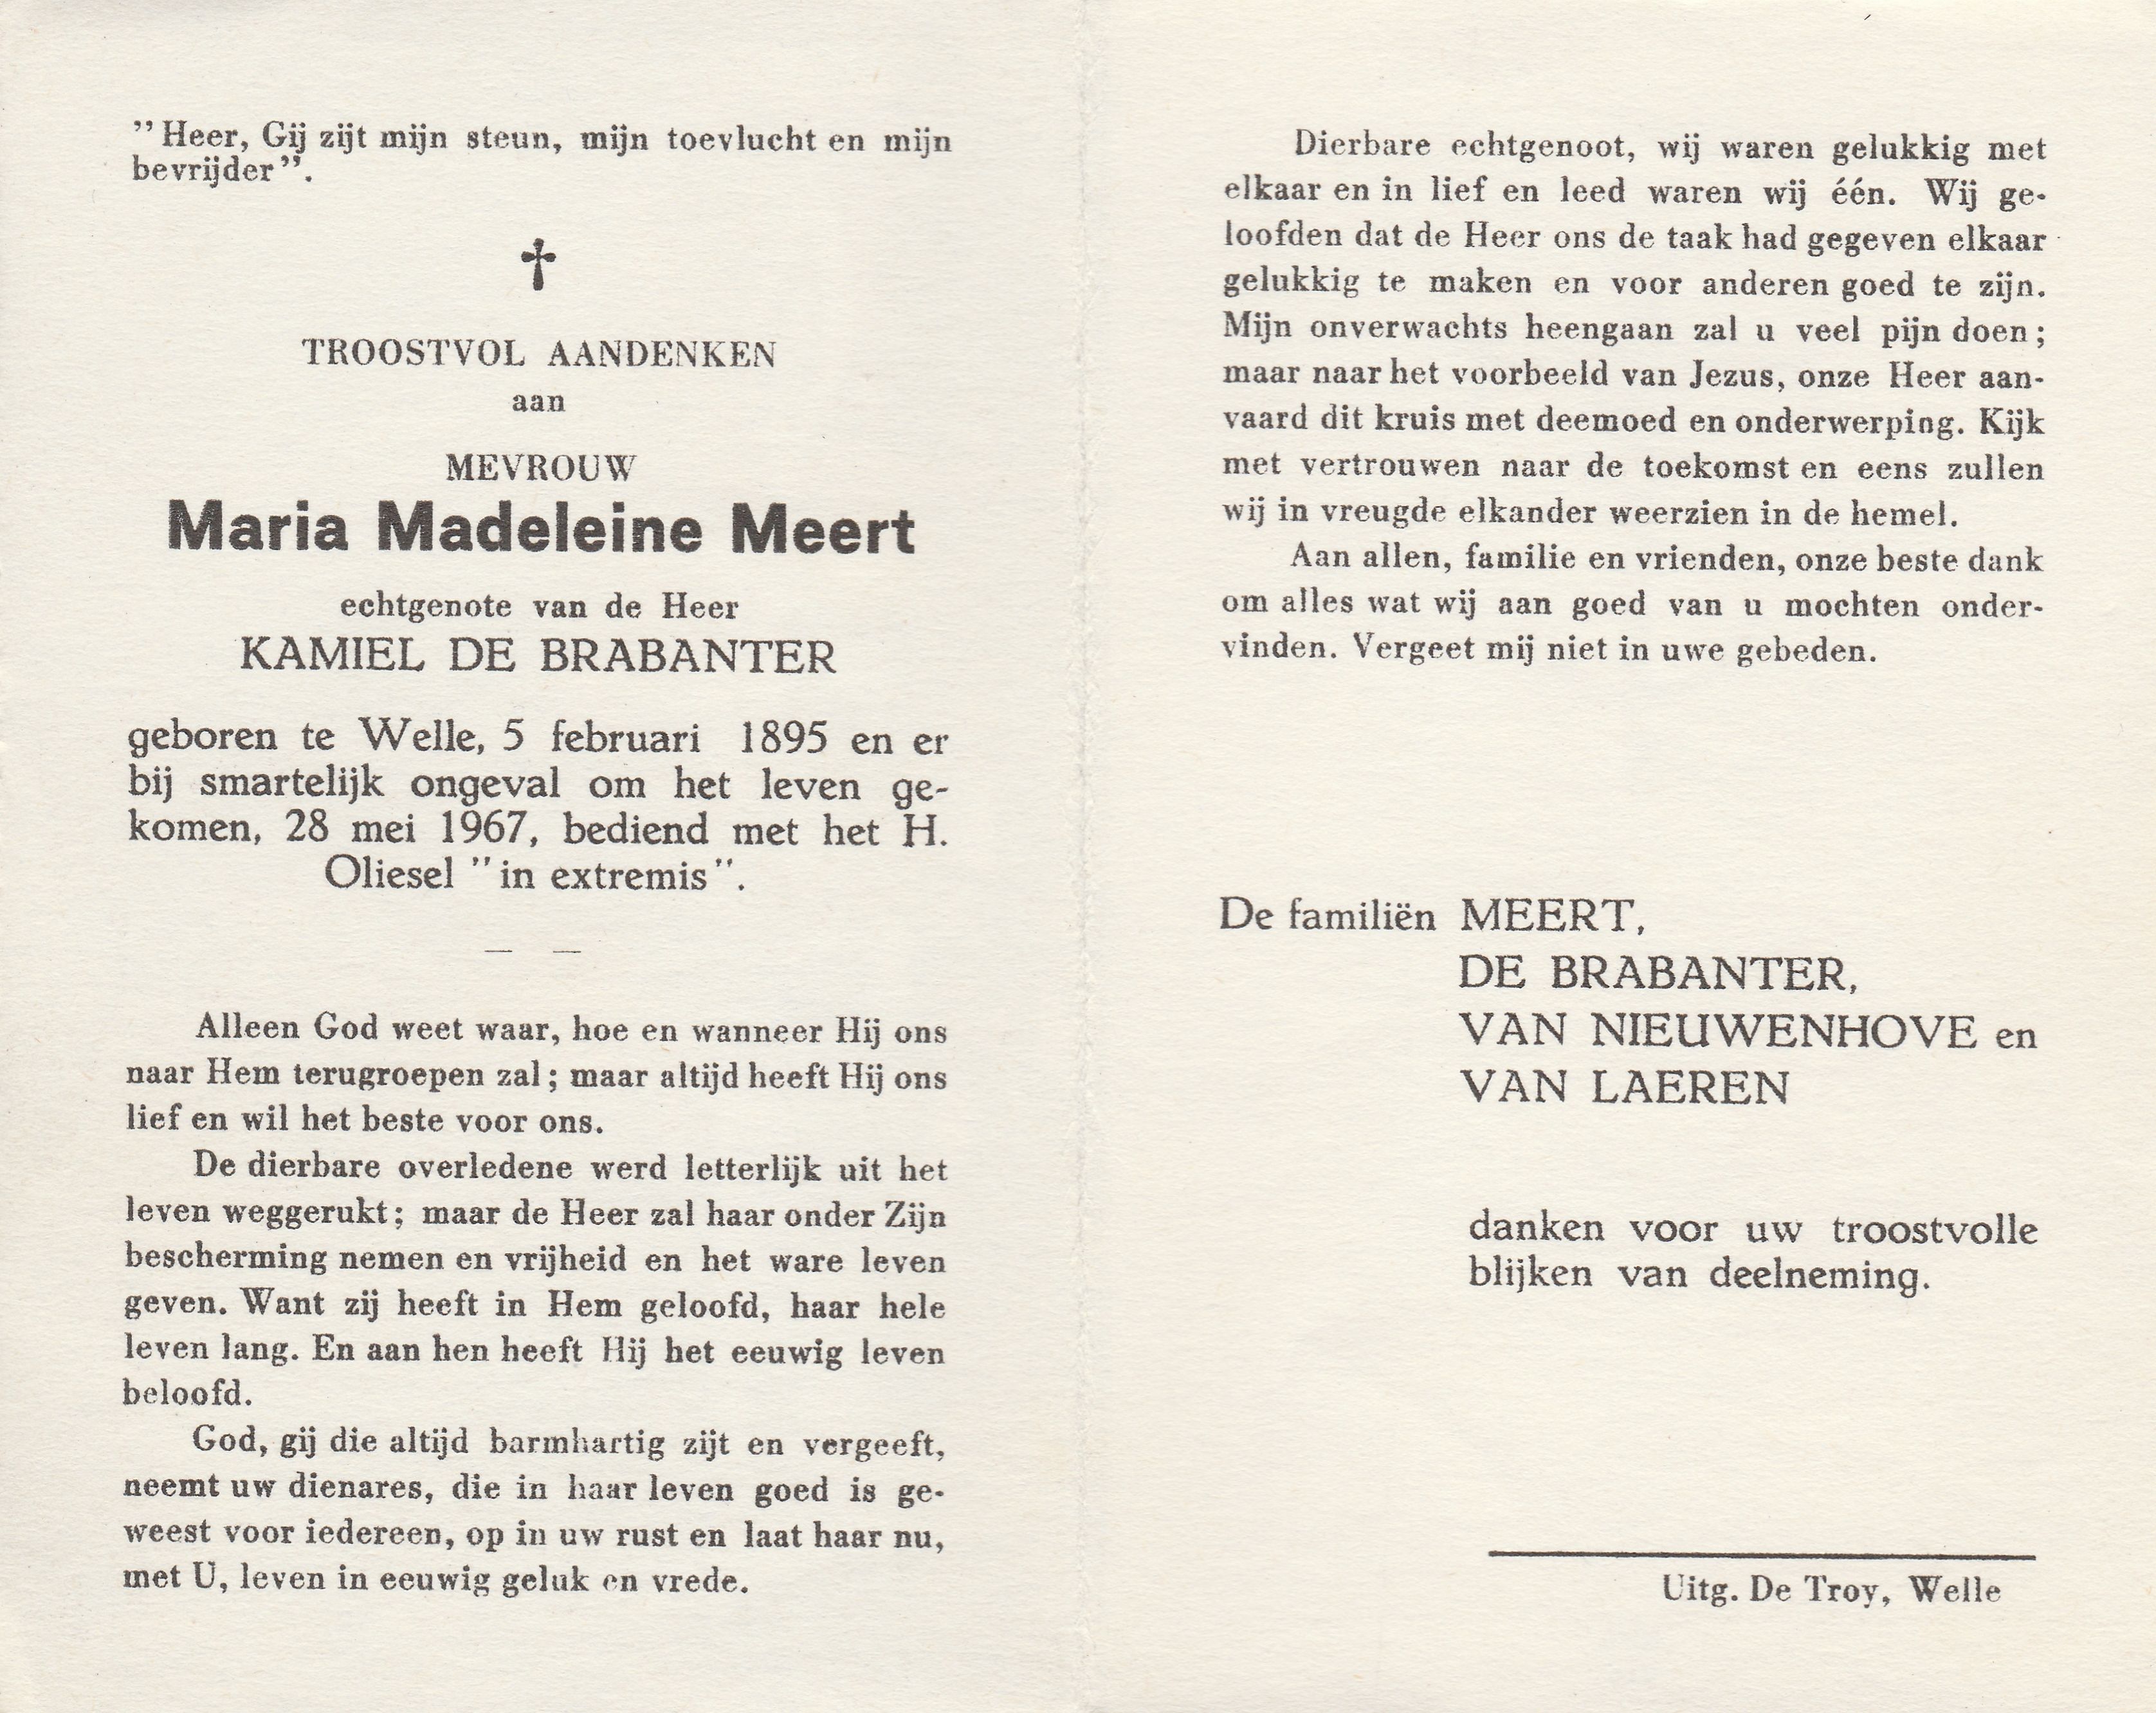 ”Heer, Gij zijt mijn steun, mijn toevlucht en mijn
bevrijder”.
TROOSTVOL AANDENKEN
aan
MEVROUW
Maria Madeleine Meert
echtgenote van de Heer
KAMIEL DE BRABANTER
geboren te Welle, 5 februari 1895 en er
bij smartelijk ongeval om het leven ge-
komen, 28 mei 1967, bediend met het H.
Oliesel ”in extremis”.
Alleen God weet waar, hoe en wanneer Hij ons
naar Hem terugroepen zal; maar altijd heeft Hij ons
lief en wil het beste voor ons.
De dierbare overledene werd letterlijk uit het
leven weggerukt; maar de Heer zal haar onder Zijn
bescherming nemen en vrijheid en het ware leven
geven. Want zij heeft in Hem geloofd, haar hele
leven lang. En aan hen heeft Hij het eeuwig leven
beloofd.
God, gij die altijd barmhartig zijt en vergeeft,
neemt uw dienares, die in haar leven goed is ge-
weest voor iedereen, op in uw rust en laat haar nu,
met U, leven in eeuwig geluk en vrede.
Dierbare echtgenoot, wij waren gelukkig met
elkaar en in lief en leed waren wij één. Wij ge-
loofden dat de Heer ons de taak had gegeven elkaar
gelukkig te maken en voor anderen goed te zijn.
Mijn onverwachts heengaan zal u veel pijn doen;
maar naar het voorbeeld van Jezus, onze Heer aan-
vaard dit kruis met deemoed en onderwerping. Kijk
met vertrouwen naar de toekomst en eens zullen
wij in vreugde elkander weerzien in de hemel.
Aan allen, familie en vrienden, onze beste dank
om alles wat wij aan goed van u mochten onder-
vinden. Vergeet mij niet in uwe gebeden.
De familiën MEERT,
DE BRABANTER,
VAN NIEUWENHOVE en
VAN LAEREN
danken voor uw troostvolle
blijken van deelneming.
Uitg. De Troy, Welle